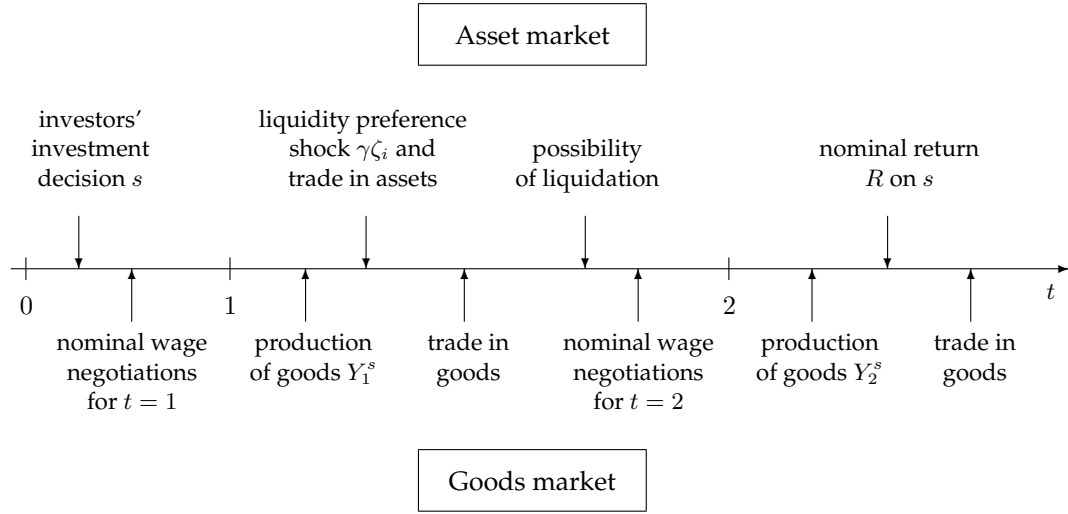 Asset market
investors'
investment
decision s
liquidity preference
shock γζ_i and
trade in assets
possibility
of liquidation
nominal return
R on s
0
1
2
t
nominal wage
negotiations
for t = 1
production
of goods Y_1^s
trade in
goods
nominal wage
negotiations
for t = 2
production
of goods Y_2^s
trade in
goods
Goods market